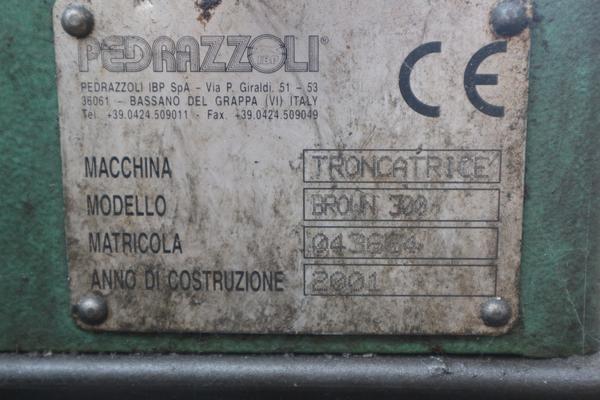 PEDRAZZOLI®
IBP
CE
PEDRAZZOLI IBP SpA - Via P. Giraldi, 51 - 53
36061 - BASSANO DEL GRAPPA (VI) ITALY
Tel. +39.0424.509011 - Fax. +39.0424.509049
MACCHINA TRONCATRICE
MODELLO BROWN 300
MATRICOLA
ANNO DI COSTRUZIONE 2001